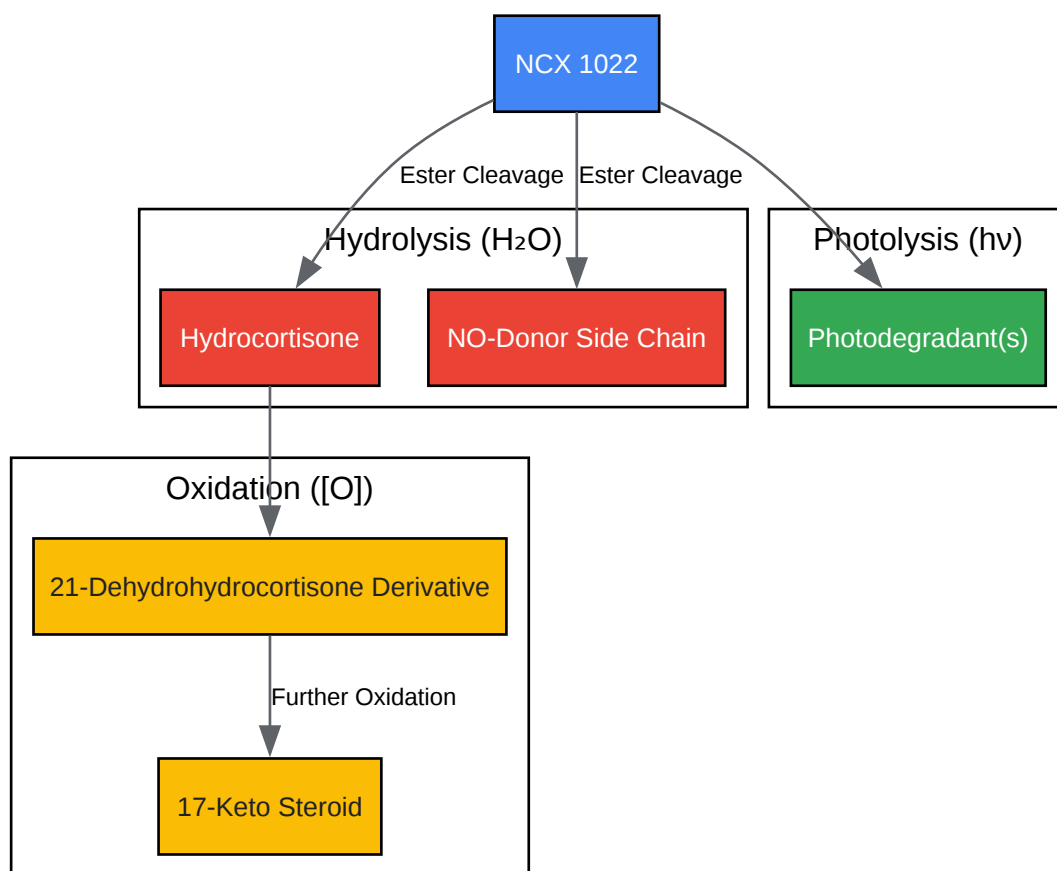 NCX 1022
Ester Cleavage
Ester Cleavage
Hydrolysis (H₂O)
Photolysis (hν)
Hydrocortisone
NO-Donor Side Chain
Photodegradant(s)
Oxidation ([O])
21-Dehydrohydrocortisone Derivative
Further Oxidation
17-Keto Steroid